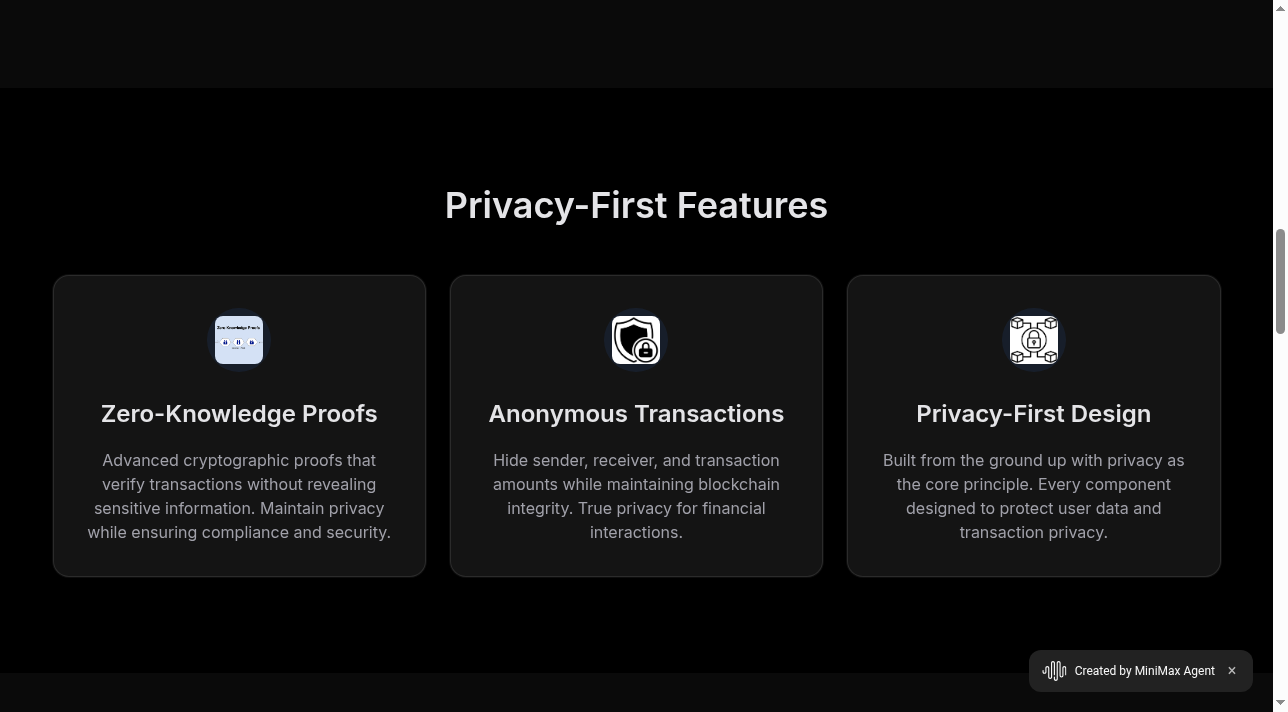 Privacy-First Features
Zero Knowledge Proofs
Zero-Knowledge Proofs
Advanced cryptographic proofs that
verify transactions without revealing
sensitive information. Maintain privacy
while ensuring compliance and security.
Anonymous Transactions
Hide sender, receiver, and transaction
amounts while maintaining blockchain
integrity. True privacy for financial
interactions.
Privacy-First Design
Built from the ground up with privacy as
the core principle. Every component
designed to protect user data and
transaction privacy.
Created by MiniMax Agent